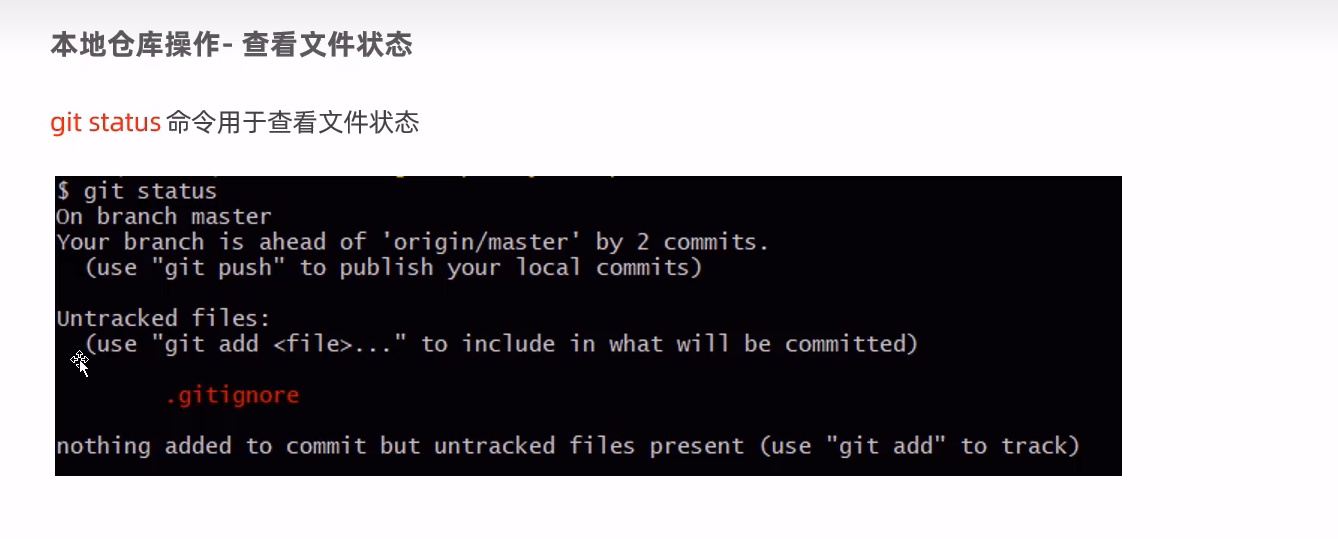 本地仓库操作- 查看文件状态
git status 命令用于查看文件状态
$ git status
On branch master
Your branch is ahead of 'origin/master' by 2 commits.
  (use "git push" to publish your local commits)
Untracked files:
  (use "git add <file>..." to include in what will be committed)
        .gitignore
nothing added to commit but untracked files present (use "git add" to track)